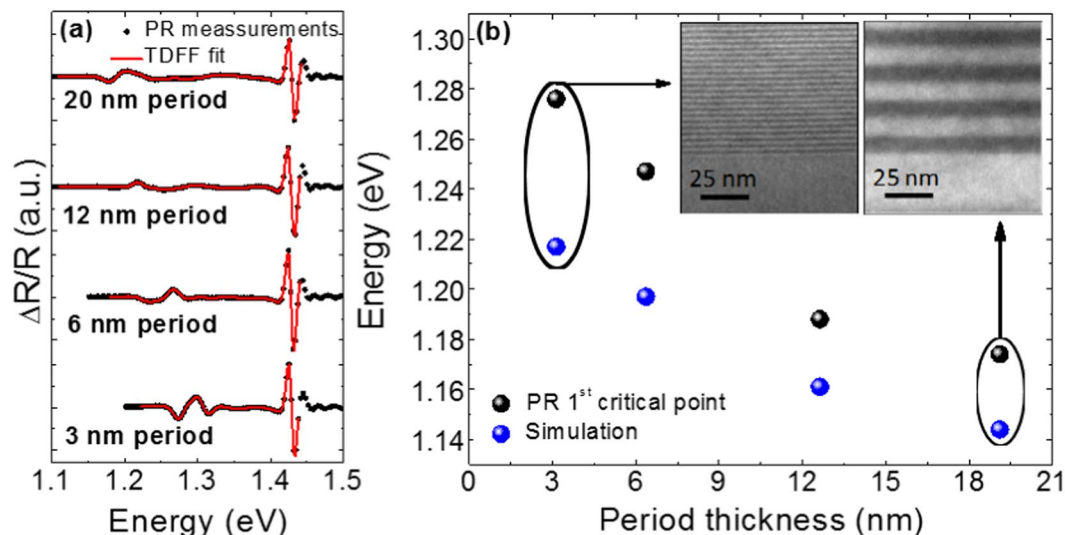 (a)
PR meassurements
TDFF fit
20 nm period
12 nm period
6 nm period
3 nm period
ΔR/R (a.u.)
1.1 1.2 1.3 1.4 1.5
Energy (eV)
(b)
1.30
1.28
1.26
1.24
1.22
1.20
1.18
1.16
1.14
Energy (eV)
25 nm
25 nm
PR 1st critical point
Simulation
0 3 6 9 12 15 18 21
Period thickness (nm)